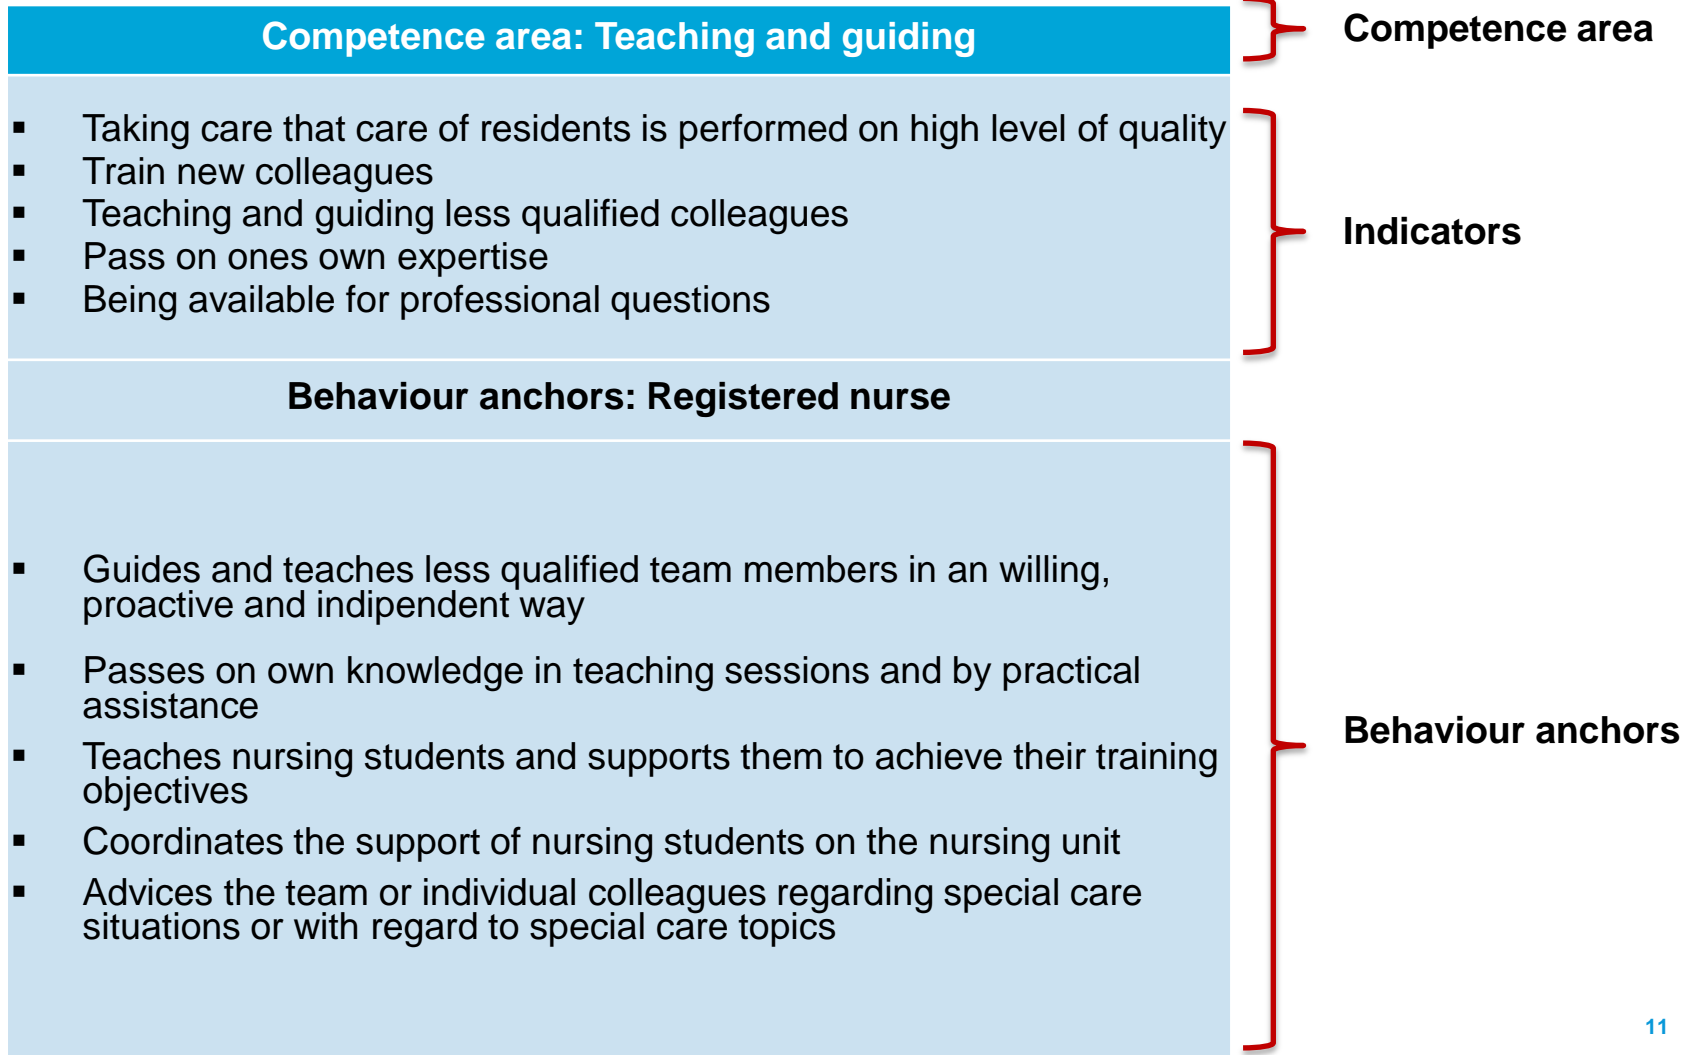 Competence area: Teaching and guiding
Competence area
▪ Taking care that care of residents is performed on high level of quality
▪ Train new colleagues
▪ Teaching and guiding less qualified colleagues
▪ Pass on ones own expertise
▪ Being available for professional questions
Indicators
Behaviour anchors: Registered nurse
▪ Guides and teaches less qualified team members in an willing,
proactive and indipendent way
▪ Passes on own knowledge in teaching sessions and by practical
assistance
▪ Teaches nursing students and supports them to achieve their training
objectives
▪ Coordinates the support of nursing students on the nursing unit
▪ Advices the team or individual colleagues regarding special care
situations or with regard to special care topics
Behaviour anchors
11